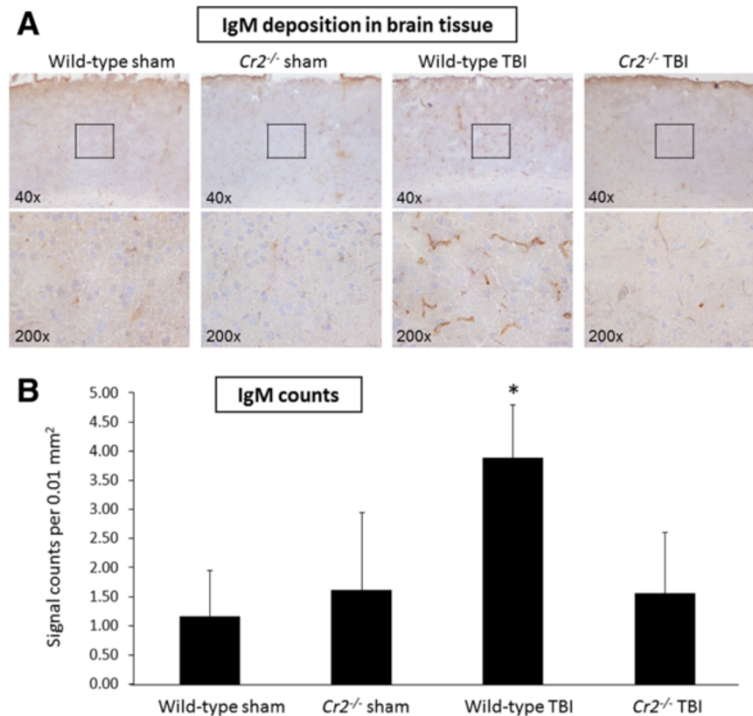 A
IgM deposition in brain tissue
Wild-type sham Cr2-/- sham Wild-type TBI Cr2-/- TBI
40x 40x 40x 40x
200x 200x 200x 200x
B
IgM counts
*
5.00
4.50
4.00
3.50
3.00
2.50
2.00
1.50
1.00
0.50
0.00
Signal counts per 0.01 mm²
Wild-type sham Cr2-/- sham Wild-type TBI Cr2-/- TBI